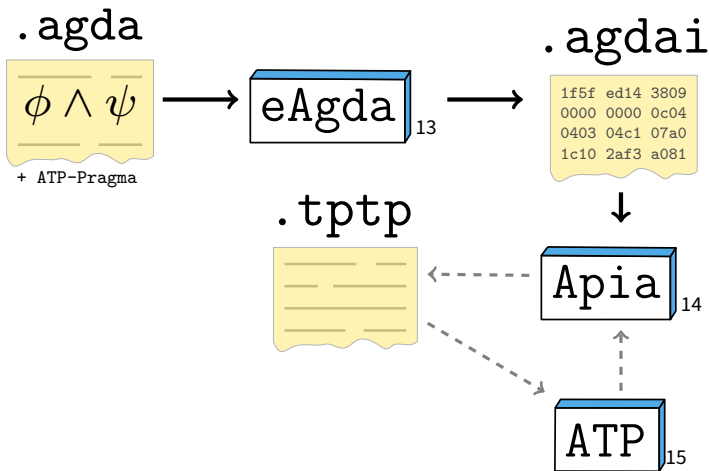 .agda
ϕ ∧ ψ
+ ATP-Pragma
eAgda
13
.agdai
1f5f ed14 3809
0000 0000 0c04
0403 04c1 07a0
1c10 2af3 a081
.tptp
Apia
14
ATP
15